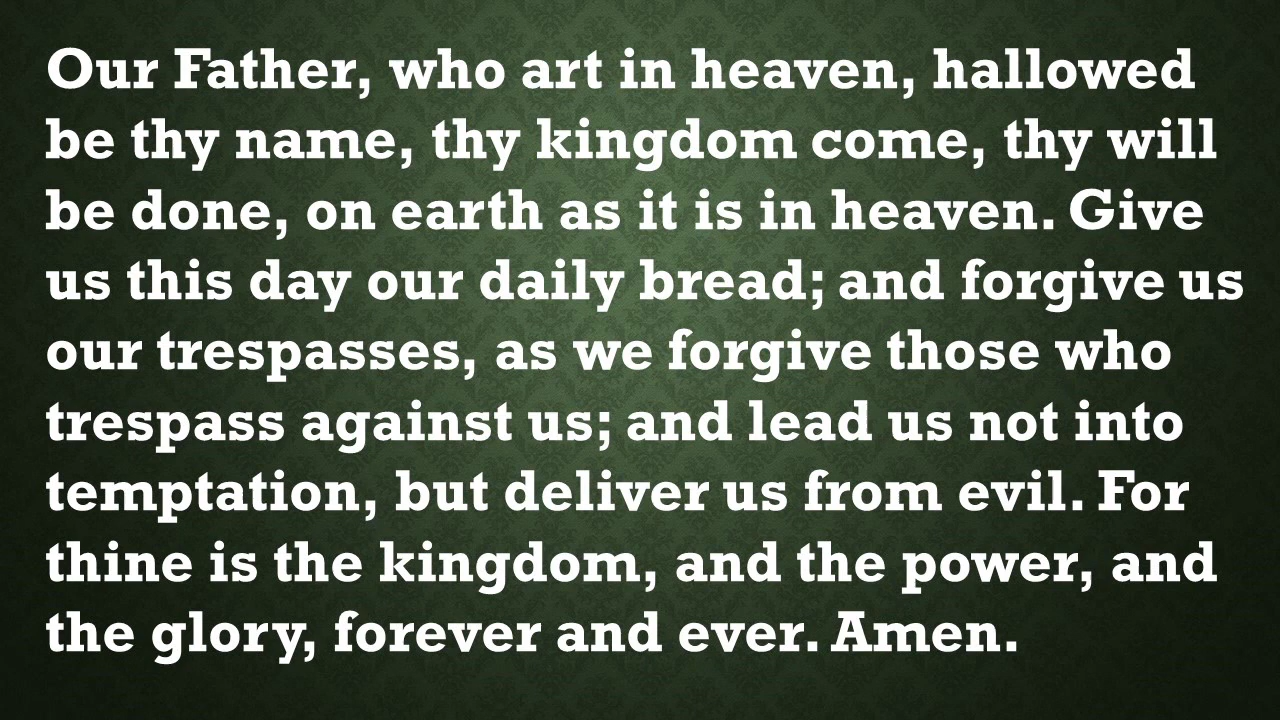 Our Father, who art in heaven, hallowed
be thy name, thy kingdom come, thy will
be done, on earth as it is in heaven. Give
us this day our daily bread; and forgive us
our trespasses, as we forgive those who
trespass against us; and lead us not into
temptation, but deliver us from evil. For
thine is the kingdom, and the power, and
the glory, forever and ever. Amen.